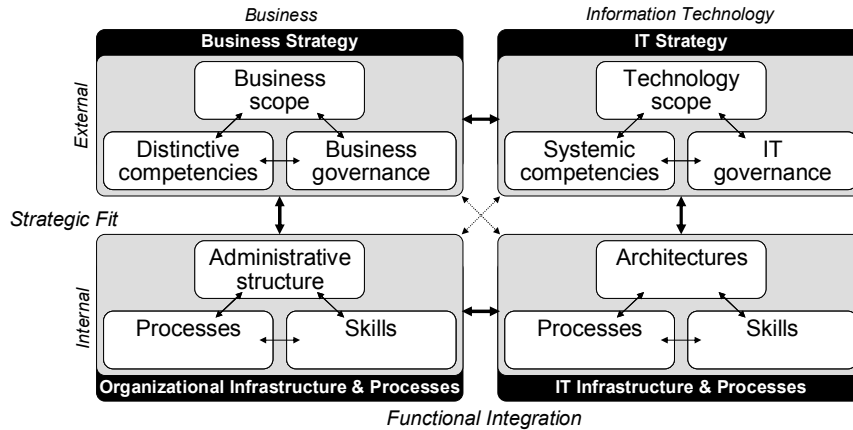 Business
Information Technology
Business Strategy
IT Strategy
External
Business
scope
Distinctive
competencies
Business
governance
Technology
scope
Systemic
competencies
IT
governance
Strategic Fit
Internal
Administrative
structure
Processes
Skills
Architectures
Processes
Skills
Organizational Infrastructure & Processes
IT Infrastructure & Processes
Functional Integration